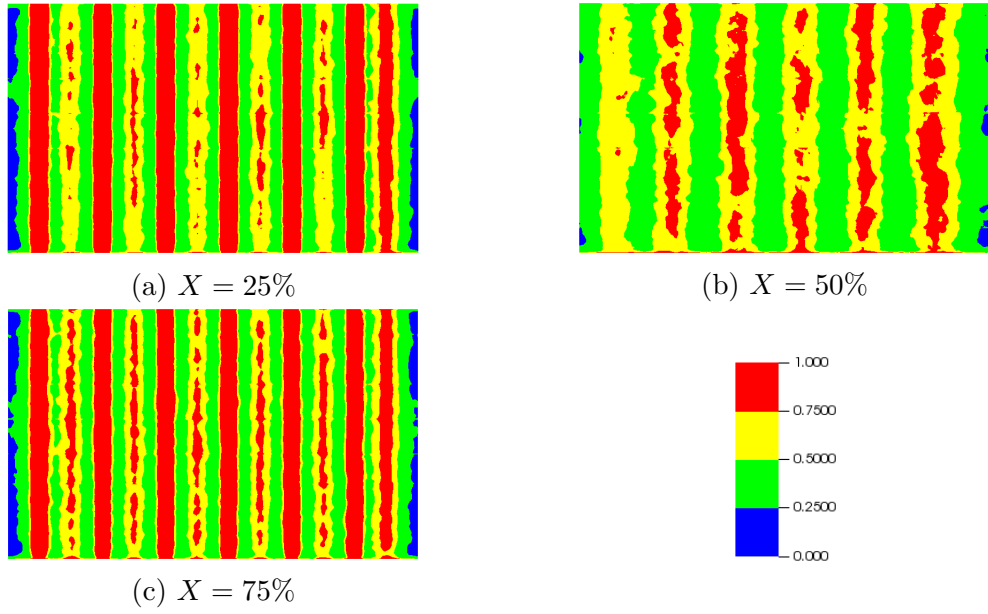 (a) X = 25%
(b) X = 50%
(c) X = 75%
1.000
0.7500
0.5000
0.2500
0.000